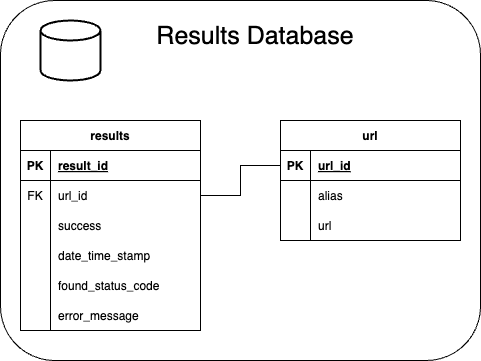 Results Database
results
PK result_id
FK url_id
success
date_time_stamp
found_status_code
error_message
url
PK url_id
alias
url